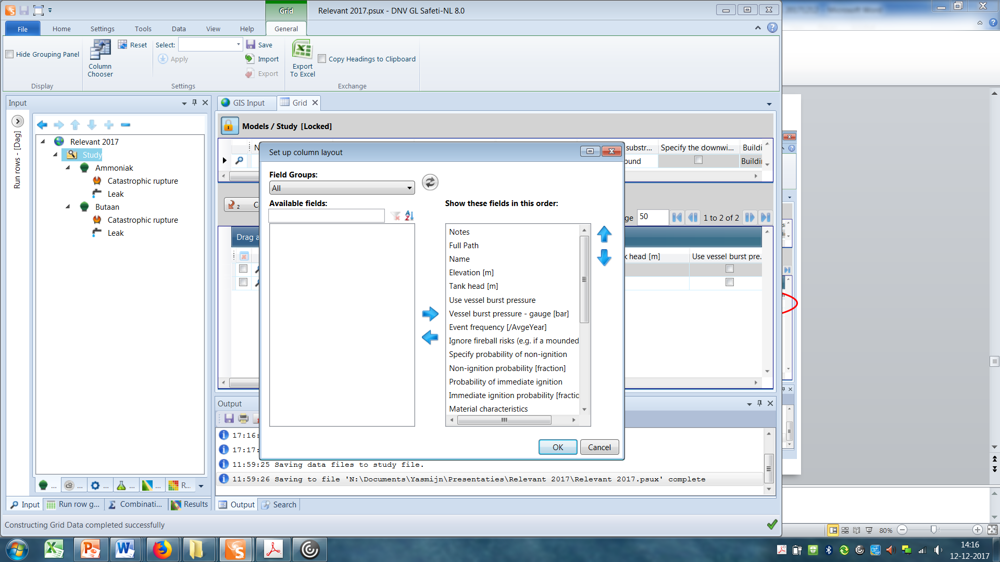 Grid
Relevant 2017.psux - DNV GL Safeti-NL 8.0
File
Home
Settings
Tools
Data
View
Help
General
Hide Grouping Panel
Column
Chooser
Reset
Select:
Apply
Save
Import
Export
Export
To Excel
Copy Headings to Clipboard
Display
Settings
Exchange
Input
GIS Input
Grid
Run rows - [Dag]
Models / Study [Locked]
Relevant 2017
Study
Ammoniak
Catastrophic rupture
Leak
Butaan
Catastrophic rupture
Leak
N
substr...
Specify the downwi...
Buildi
ound
Buildi
Set up column layout
Field Groups:
All
Available fields:
Show these fields in this order:
Notes
Full Path
Name
Elevation [m]
Tank head [m]
Use vessel burst pressure
Vessel burst pressure - gauge [bar]
Event frequency [/AvgeYear]
Ignore fireball risks (e.g. if a mounded
Specify probability of non-ignition
Non-ignition probability [fraction]
Probability of immediate ignition
Immediate ignition probability [fractic
Material characteristics
OK
Cancel
ge
50
1 to 2 of 2
Drag a
k head [m]
Use vessel burst pre.
Output
17:16:
17:17:
11:59:25 Saving data files to study file.
11:59:26 Saving to file 'N:\Documents\Yasmijn\Presentaties\Relevant 2017\Relevant 2017.psux' complete
...
...
...
...
...
R...
Input
Run row g...
Combinati...
Results
Output
Search
Constructing Grid Data completed successfully
80%
14:16
12-12-2017